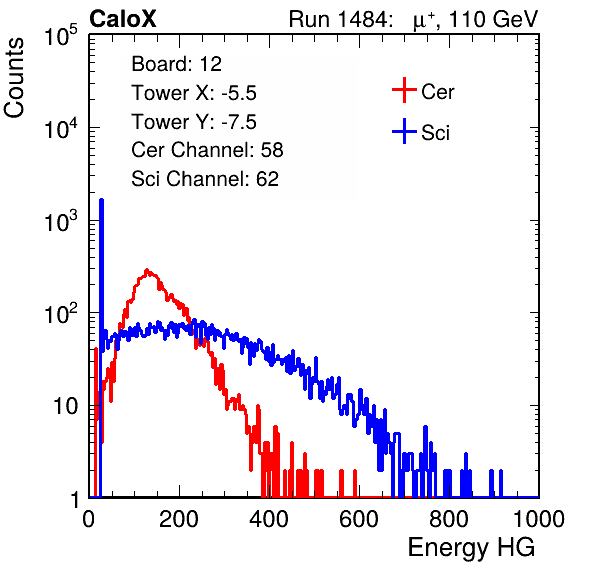 CaloX Run 1484: μ⁺, 110 GeV
Counts
Board: 12
Tower X: -5.5
Tower Y: -7.5
Cer Channel: 58
Sci Channel: 62
Cer
Sci
10⁵
10⁴
10³
10²
10
1
0 200 400 600 800 1000
Energy HG